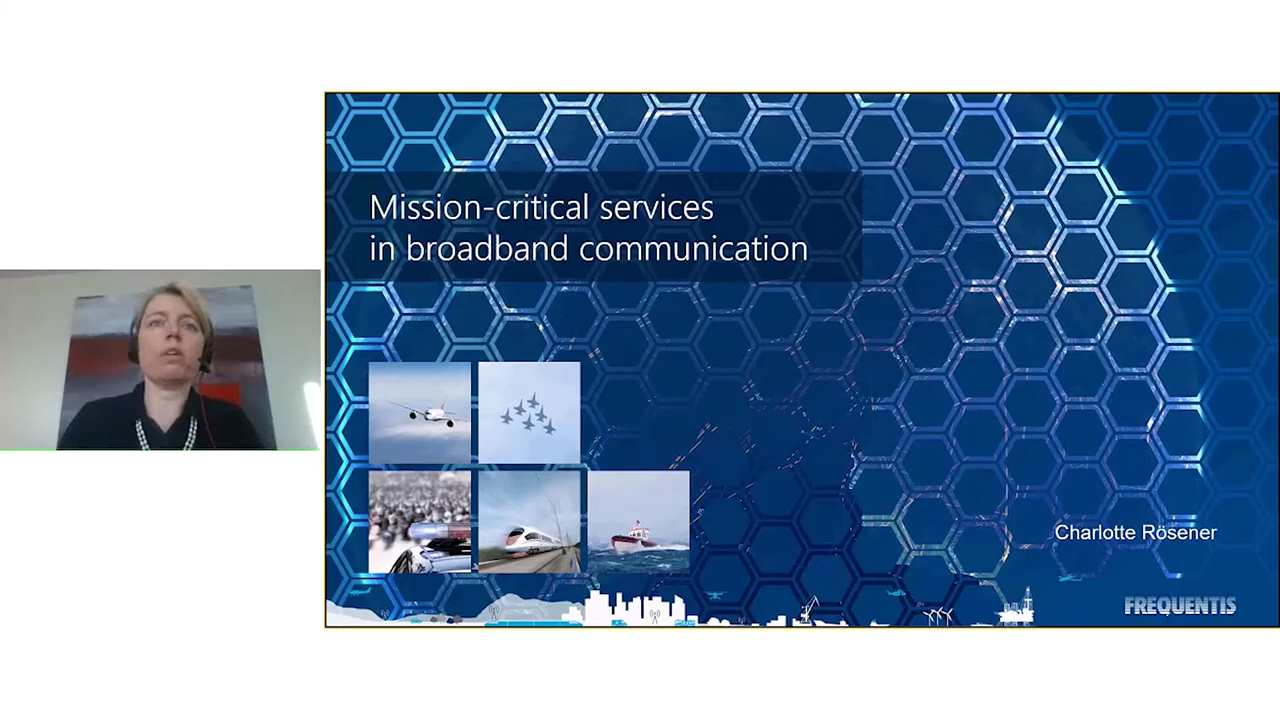 Mission-critical services
in broadband communication
Charlotte Rösener
FREQUENTIS